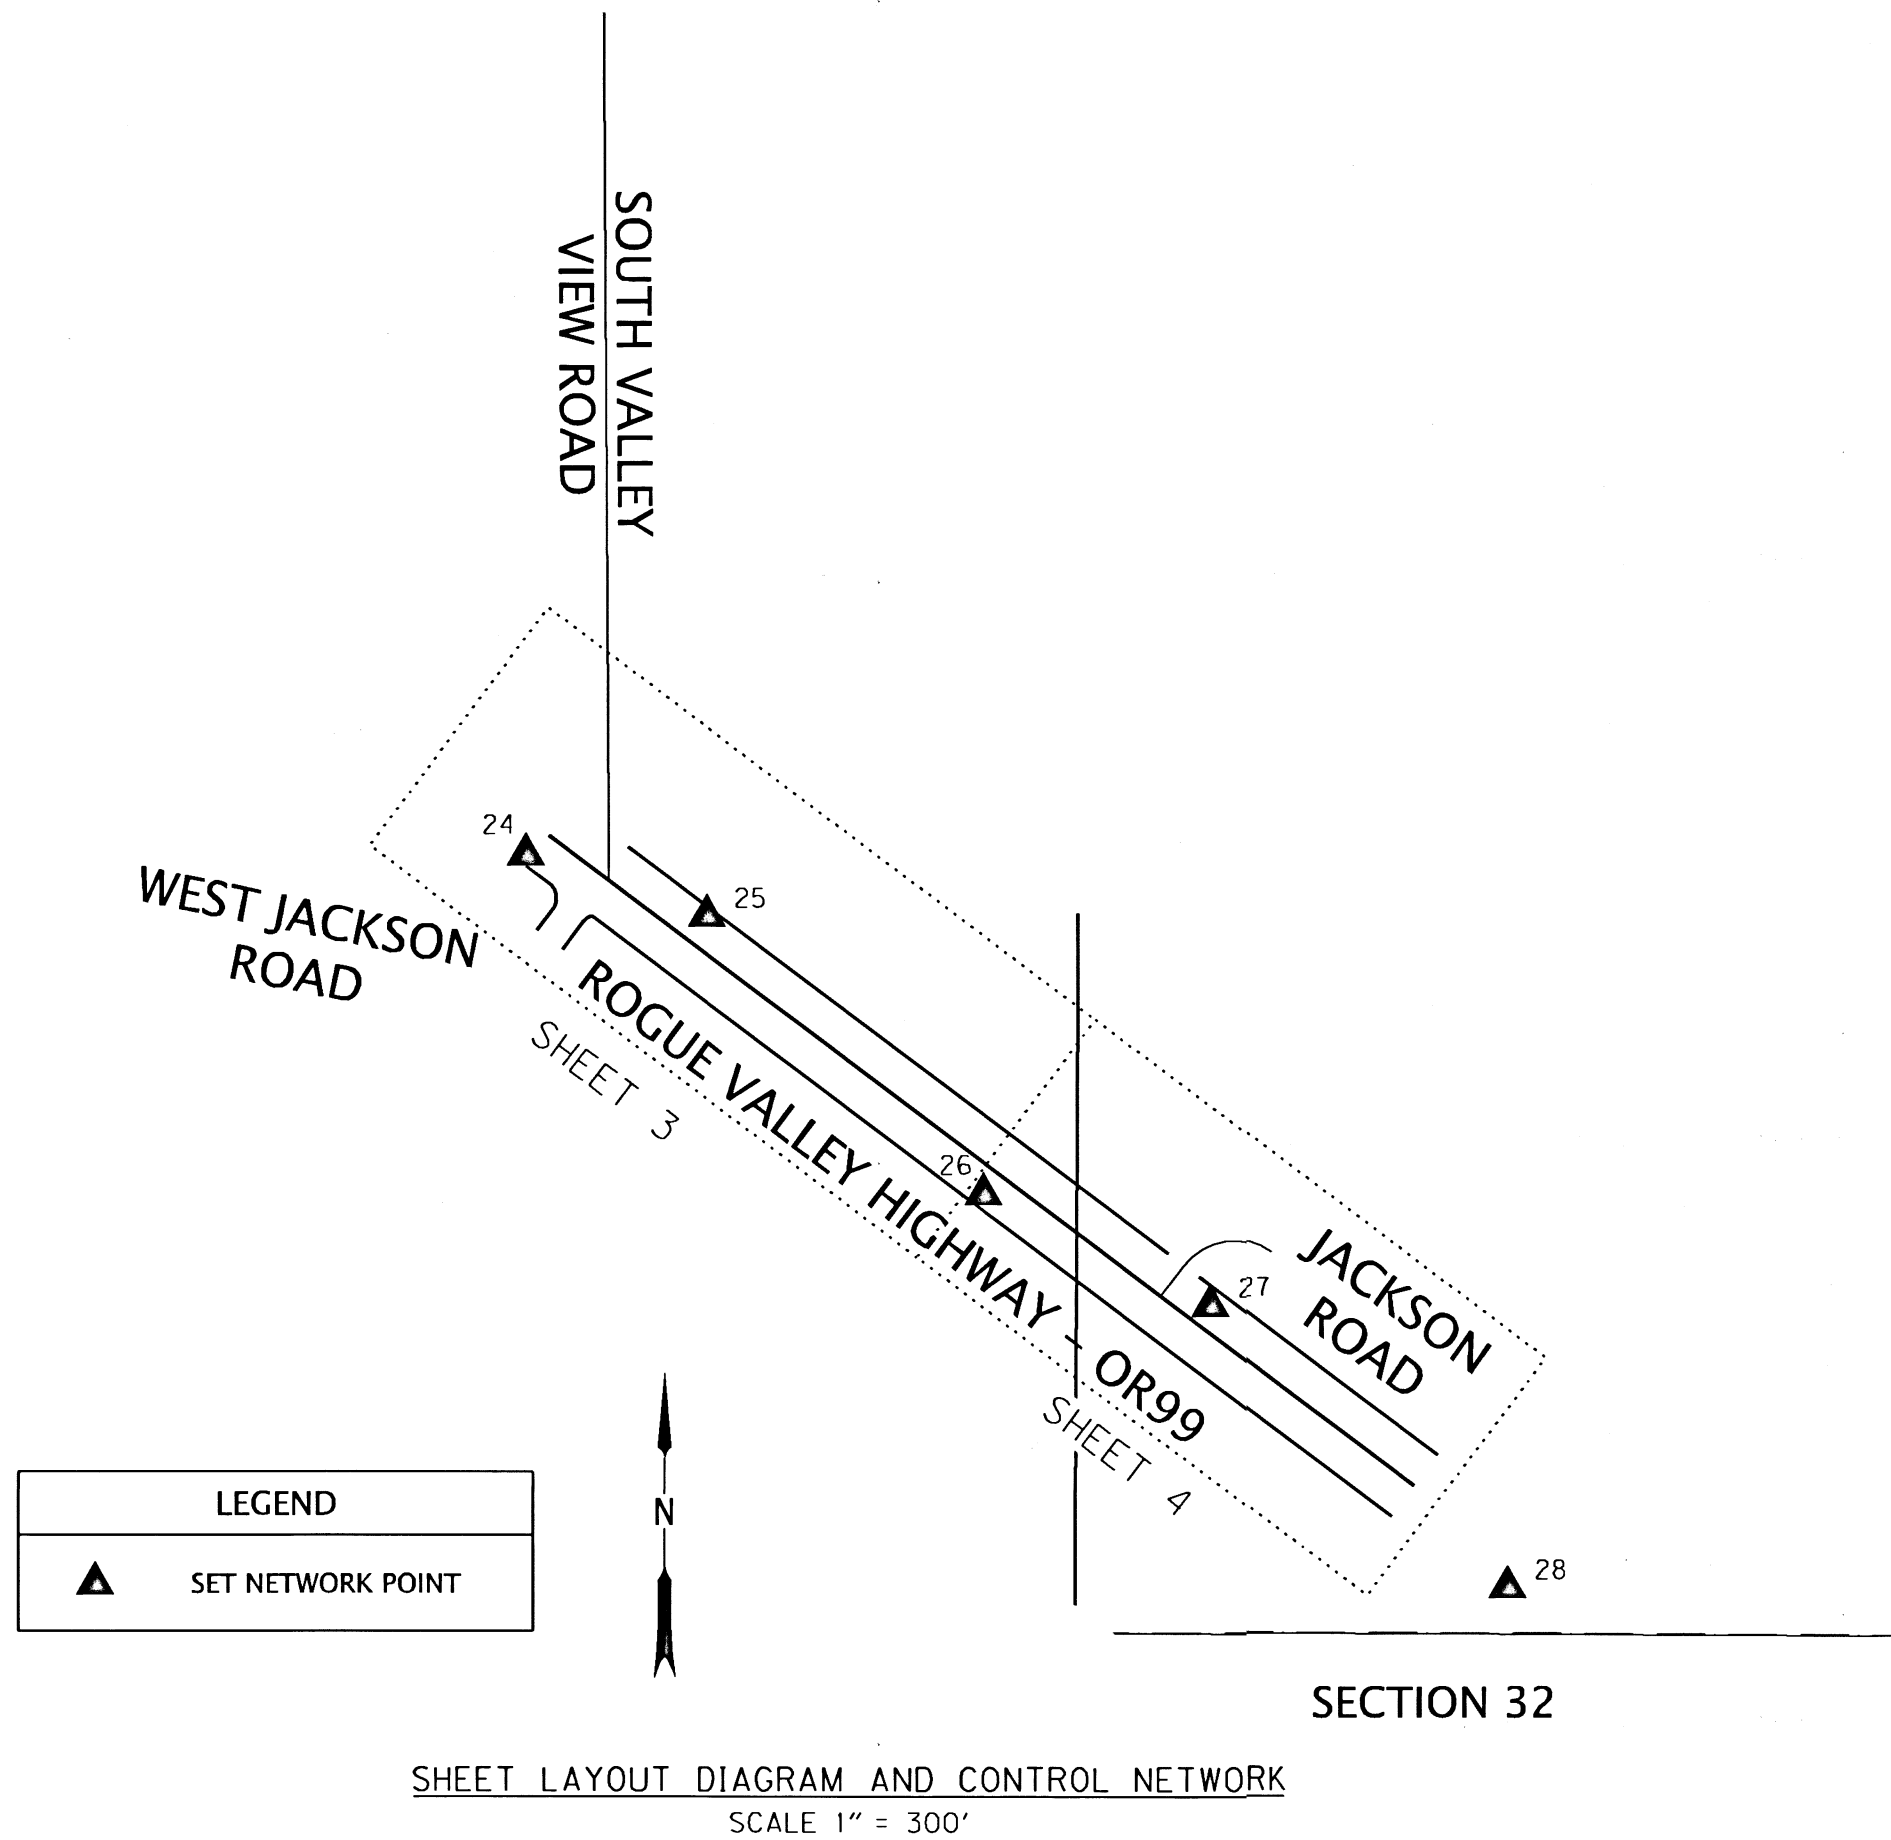 SOUTH VALLEY
VIEW ROAD
24
25
WEST JACKSON
ROAD
ROGUE VALLEY HIGHWAY - OR99
SHEET 3
26
27
JACKSON
ROAD
SHEET 4
LEGEND
SET NETWORK POINT
N
28
SECTION 32
SHEET LAYOUT DIAGRAM AND CONTROL NETWORK
SCALE 1" = 300'